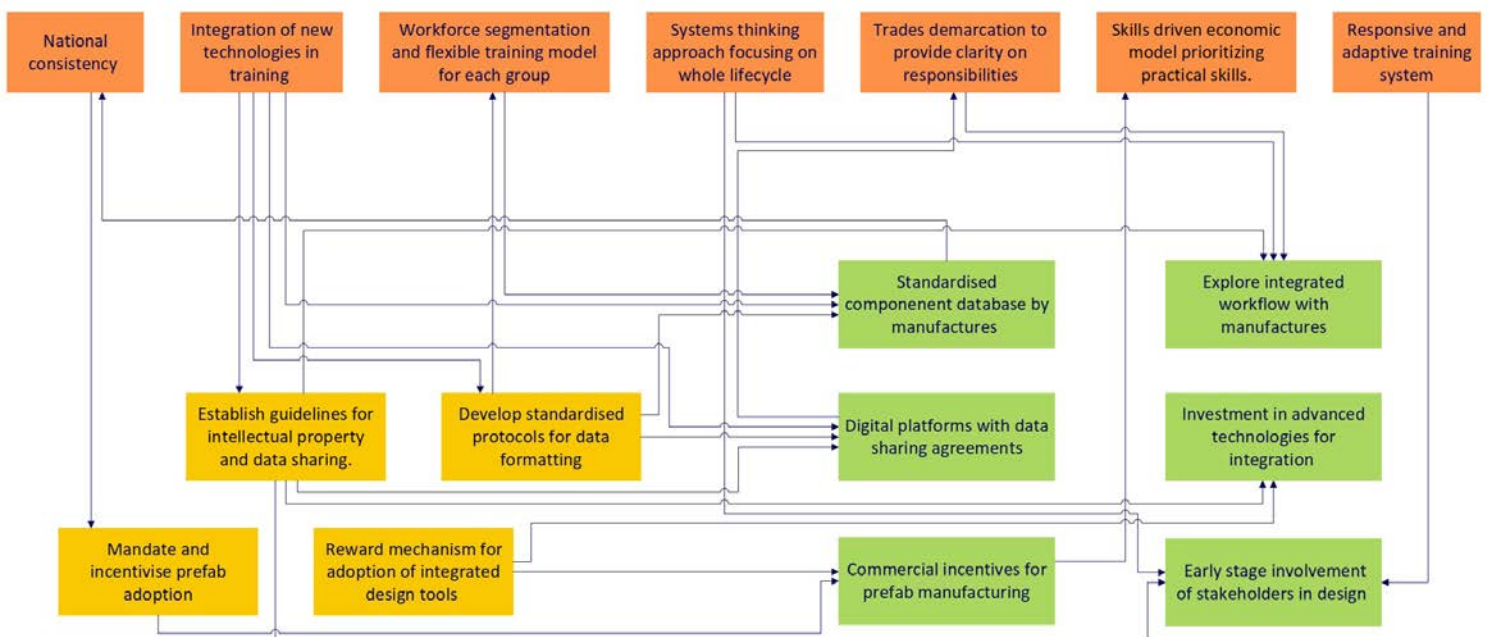 National
consistency
Integration of new
technologies in
training
Workforce segmentation
and flexible training model
for each group
Systems thinking
approach focusing on
whole lifecycle
Trades demarcation to
provide clarity on
responsibilities
Skills driven economic
model prioritizing
practical skills.
Responsive and
adaptive training
system
Standardised
componenent database by
manufactures
Explore integrated
workflow with
manufactures
Establish guidelines for
intellectual property
and data sharing.
Develop standardised
protocols for data
formatting
Digital platforms with data
sharing agreements
Investment in advanced
technologies for
integration
Mandate and
incentivise prefab
adoption
Reward mechanism for
adoption of integrated
design tools
Commercial incentives for
prefab manufacturing
Early stage involvement
of stakeholders in design